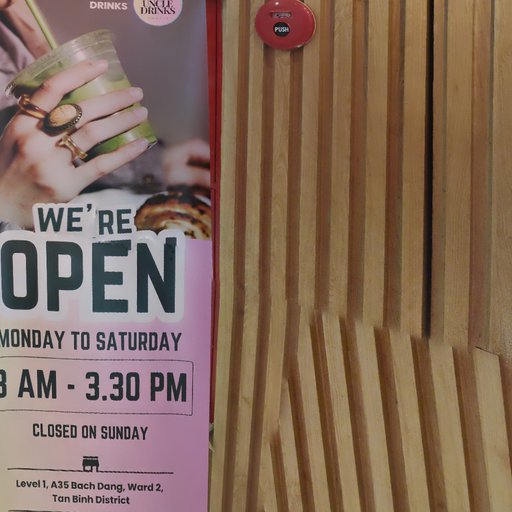 DRINKS
UNCLE
DRINKS
PUSH
WE'RE
OPEN
MONDAY TO SATURDAY
8 AM - 3.30 PM
CLOSED ON SUNDAY
Level 1, A35 Bach Dang, Ward 2,
Tan Binh District